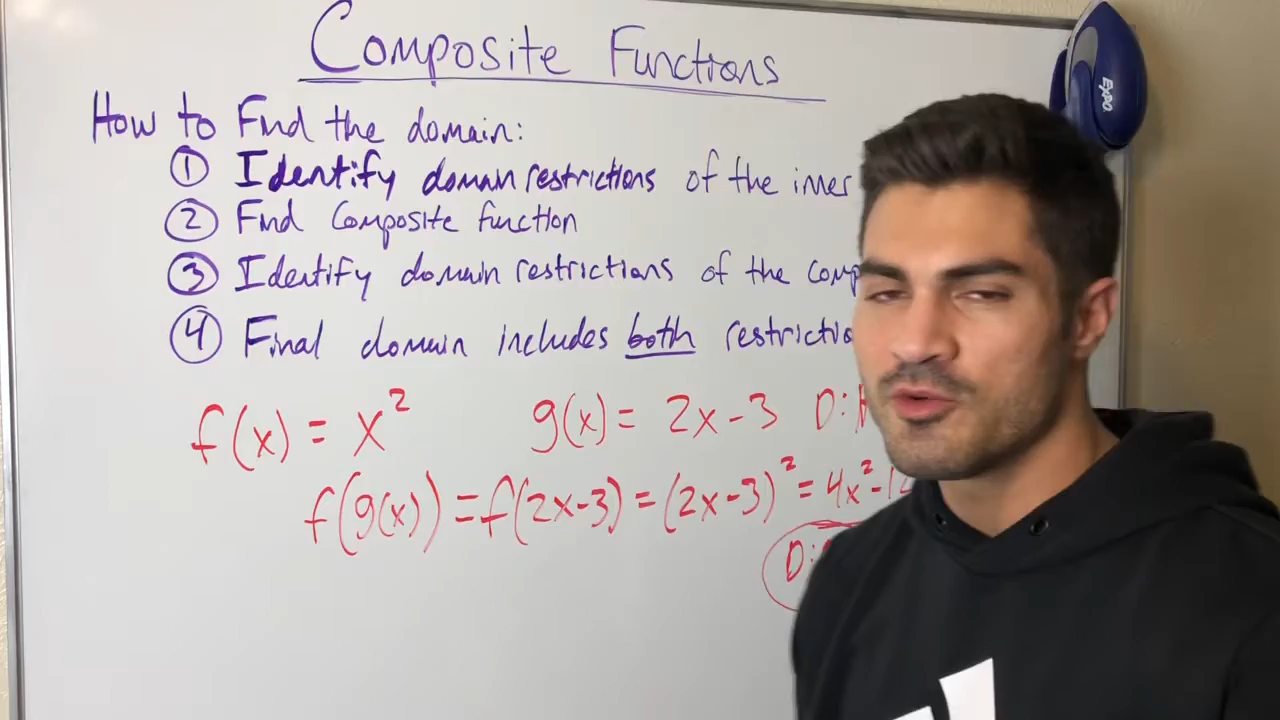 Composite Functions
EXPO
How to Find the domain:
① Identify domain restrictions of the inner
② Find Composite function
③ Identify domain restrictions of the comp
④ Final domain includes both restrictio
f(x) = x² g(x) = 2x-3 D:
f(g(x)) = f(2x-3) = (2x-3)² = 4x²-12
D: